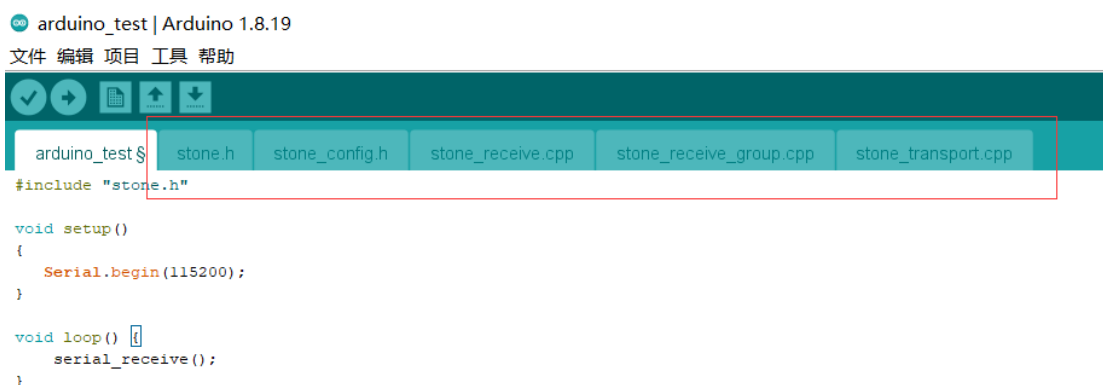 arduino_test | Arduino 1.8.19
文件 编辑 项目 工具 帮助
arduino_test § stone.h stone_config.h stone_receive.cpp stone_receive_group.cpp stone_transport.cpp
#include "stone.h"
void setup()
{
Serial.begin(115200);
}
void loop() {
serial_receive();
}